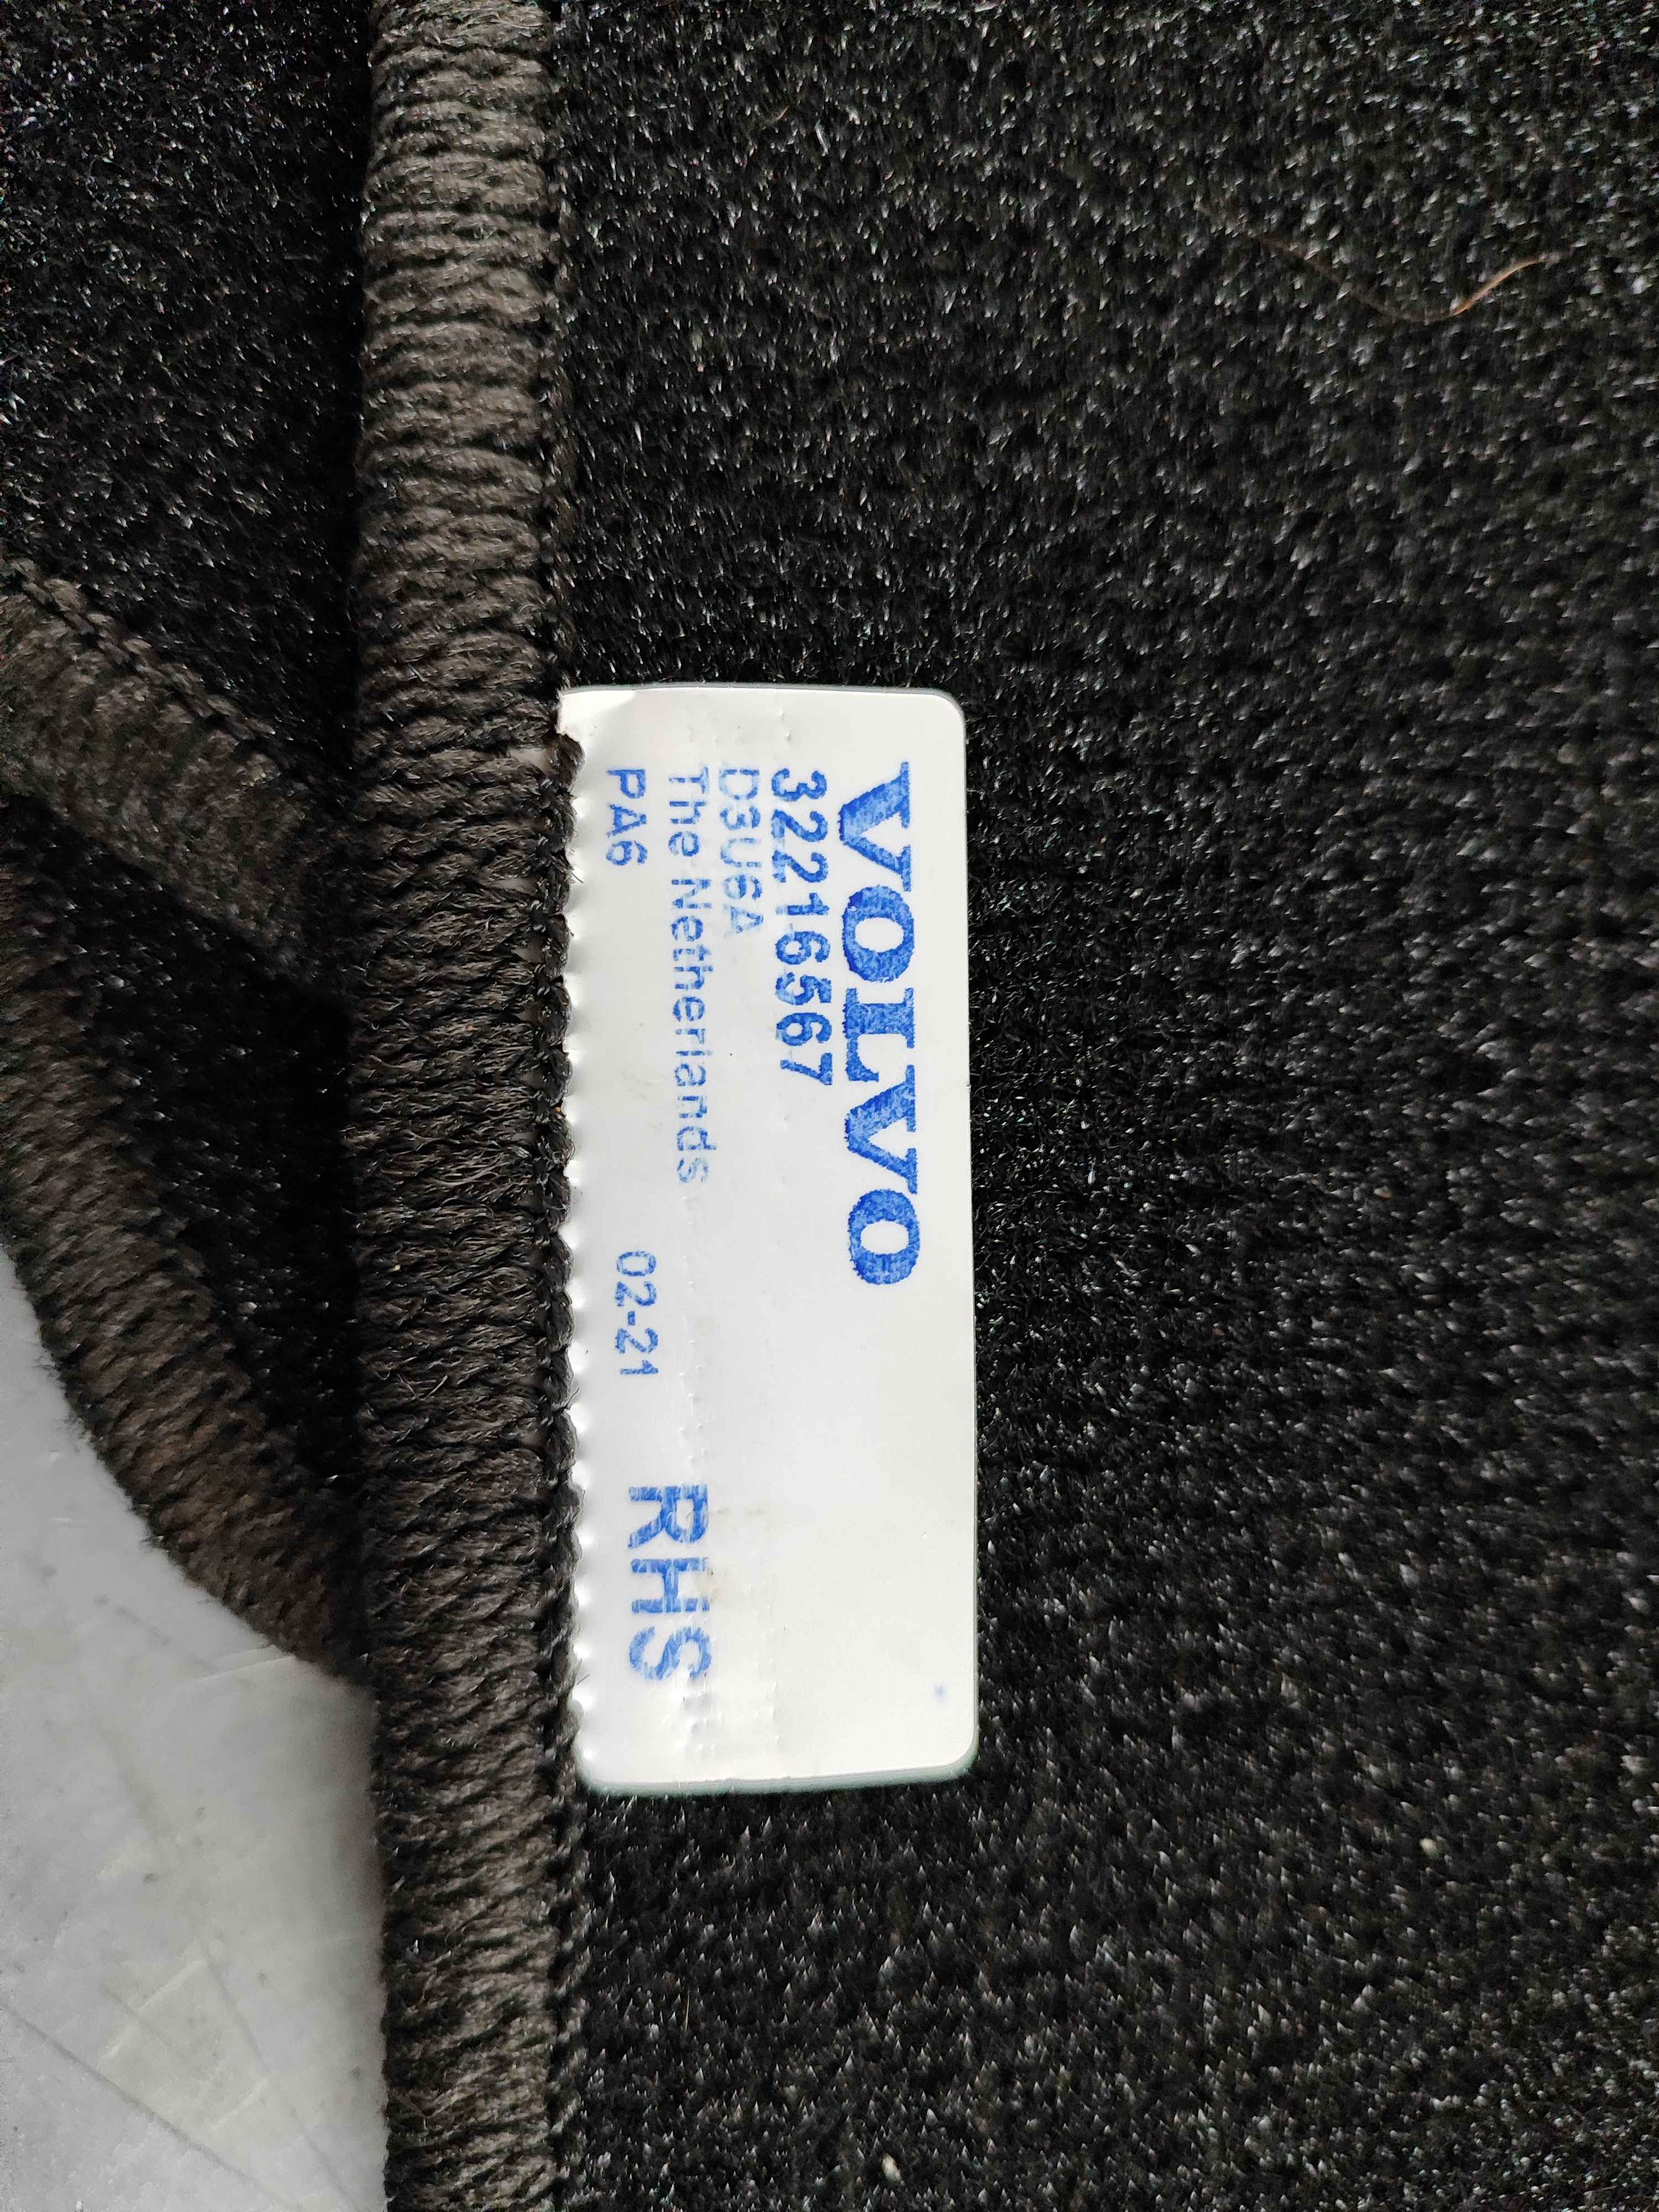 VOLVO
32216567
D3U6A
The Netherlands
PA6 02-21 RHS